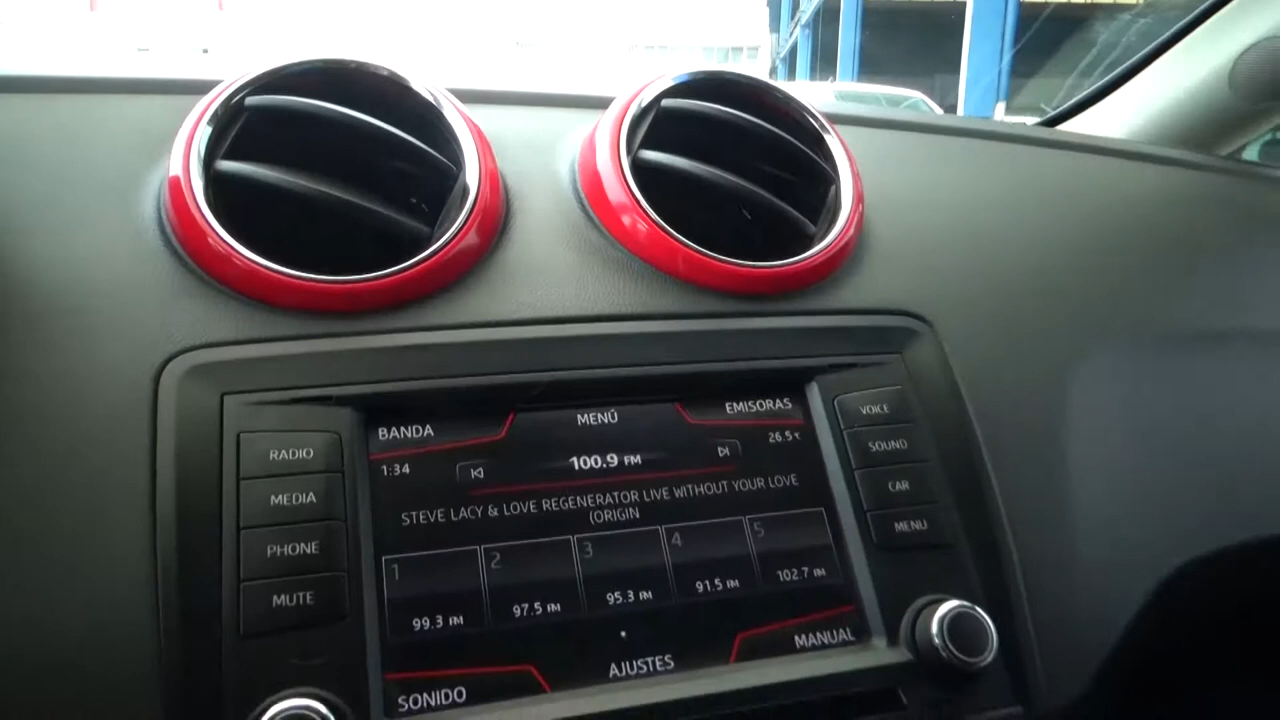 RADIO
MEDIA
PHONE
MUTE
BANDA
MENÚ
EMISORAS
1:34
100.9 FM
26.5°C
STEVE LACY & LOVE REGENERATOR LIVE WITHOUT YOUR LOVE
(ORIGIN
1
2
3
4
5
99.3 FM
97.5 FM
95.3 FM
91.5 FM
102.7 FM
SONIDO
AJUSTES
MANUAL
VOICE
SOUND
CAR
MENU